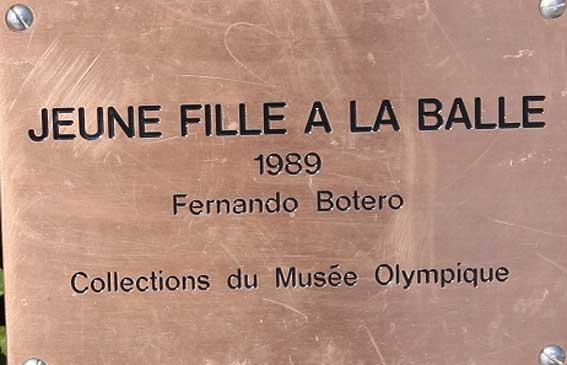 JEUNE FILLE A LA BALLE
1989
Fernando Botero
Collections du Musée Olympique